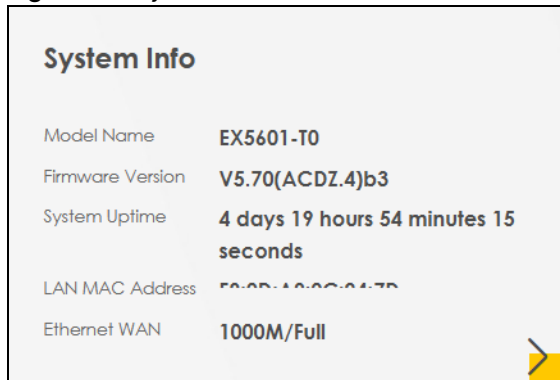 System Info
Model Name EX5601-T0
Firmware Version V5.70(ACDZ.4)b3
System Uptime 4 days 19 hours 54 minutes 15
seconds
LAN MAC Address
Ethernet WAN 1000M/Full